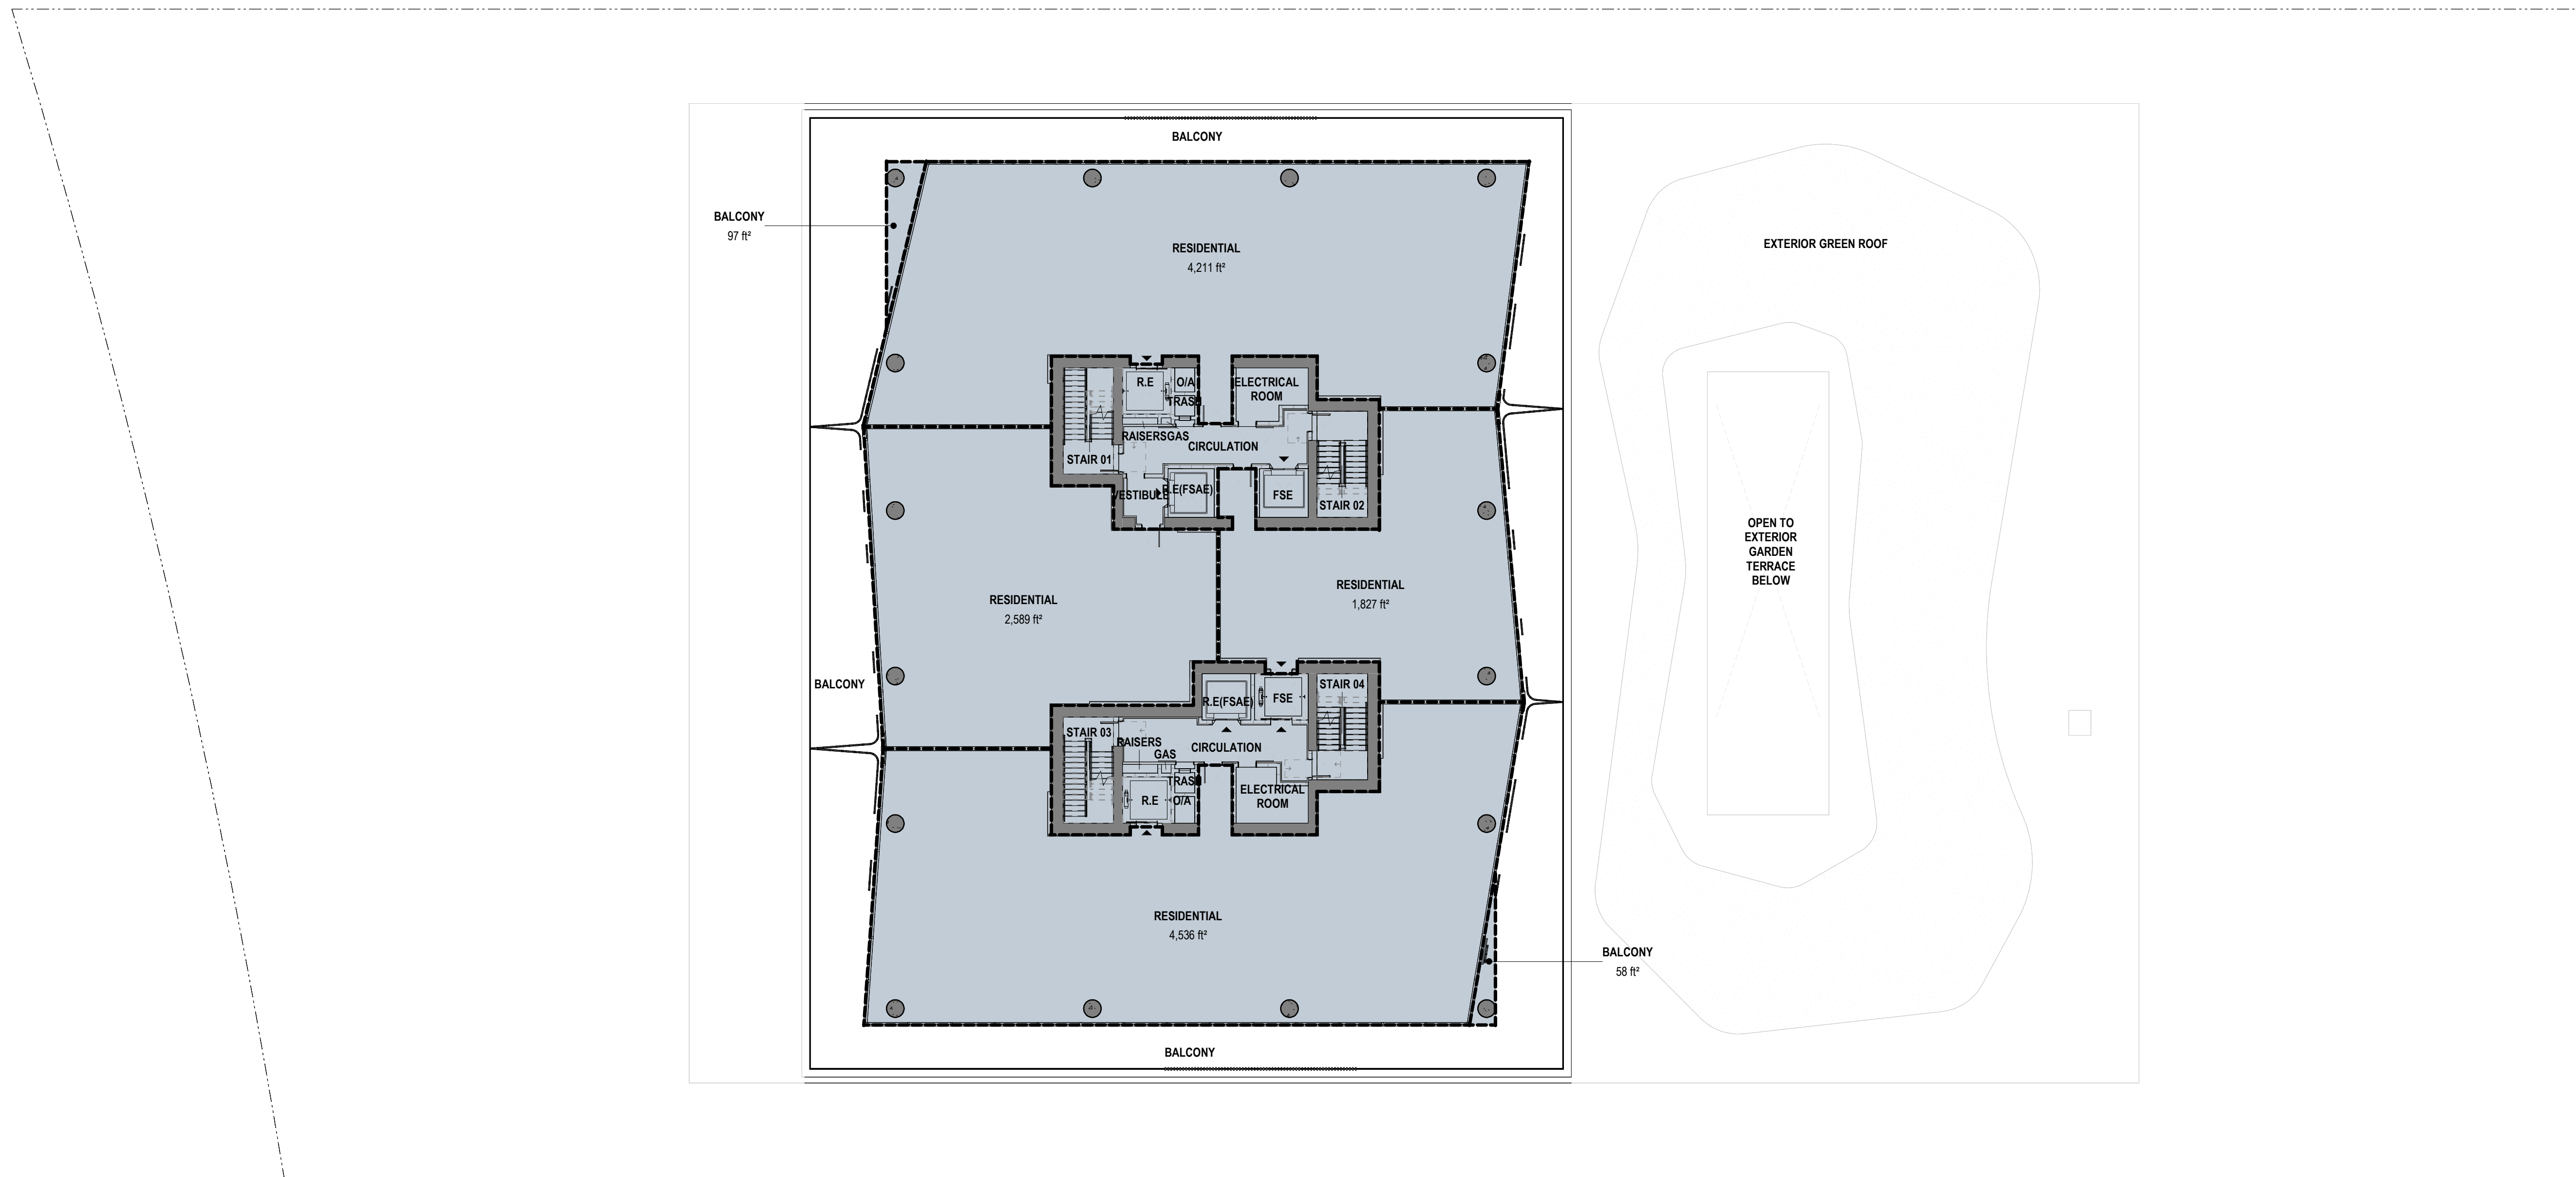 BALCONY
BALCONY
97 ft²
RESIDENTIAL
4,211 ft²
EXTERIOR GREEN ROOF
R.E
O/A
TRASH
ELECTRICAL
ROOM
RAISERS
GAS
CIRCULATION
STAIR 01
VESTIBULE
R.E(FSAE)
FSE
STAIR 02
OPEN TO
EXTERIOR
GARDEN
TERRACE
BELOW
RESIDENTIAL
2,589 ft²
RESIDENTIAL
1,827 ft²
BALCONY
STAIR 04
R.E(FSAE)
FSE
STAIR 03
RAISERS
GAS
CIRCULATION
TRASH
R.E
O/A
ELECTRICAL
ROOM
RESIDENTIAL
4,536 ft²
BALCONY
58 ft²
BALCONY